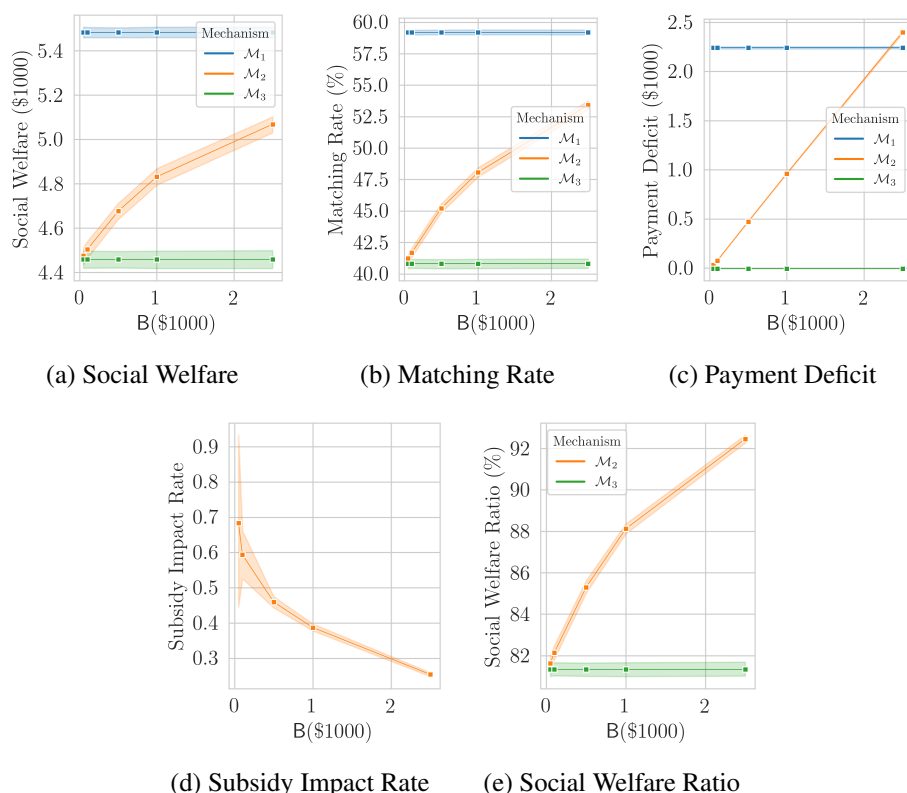 Social Welfare ($1000)
5.4
5.2
5.0
4.8
4.6
4.4
0
1
2
B($1000)
Mechanism
M₁
M₂
M₃
(a) Social Welfare
Matching Rate (%)
60.0
57.5
55.0
52.5
50.0
47.5
45.0
42.5
40.0
0
1
2
B($1000)
Mechanism
M₁
M₂
M₃
(b) Matching Rate
Payment Deficit ($1000)
2.5
2.0
1.5
1.0
0.5
0.0
0
1
2
B($1000)
Mechanism
M₁
M₂
M₃
(c) Payment Deficit
Subsidy Impact Rate
0.9
0.8
0.7
0.6
0.5
0.4
0.3
0
1
2
B($1000)
(d) Subsidy Impact Rate
Social Welfare Ratio (%)
92
90
88
86
84
82
0
1
2
B($1000)
Mechanism
M₂
M₃
(e) Social Welfare Ratio